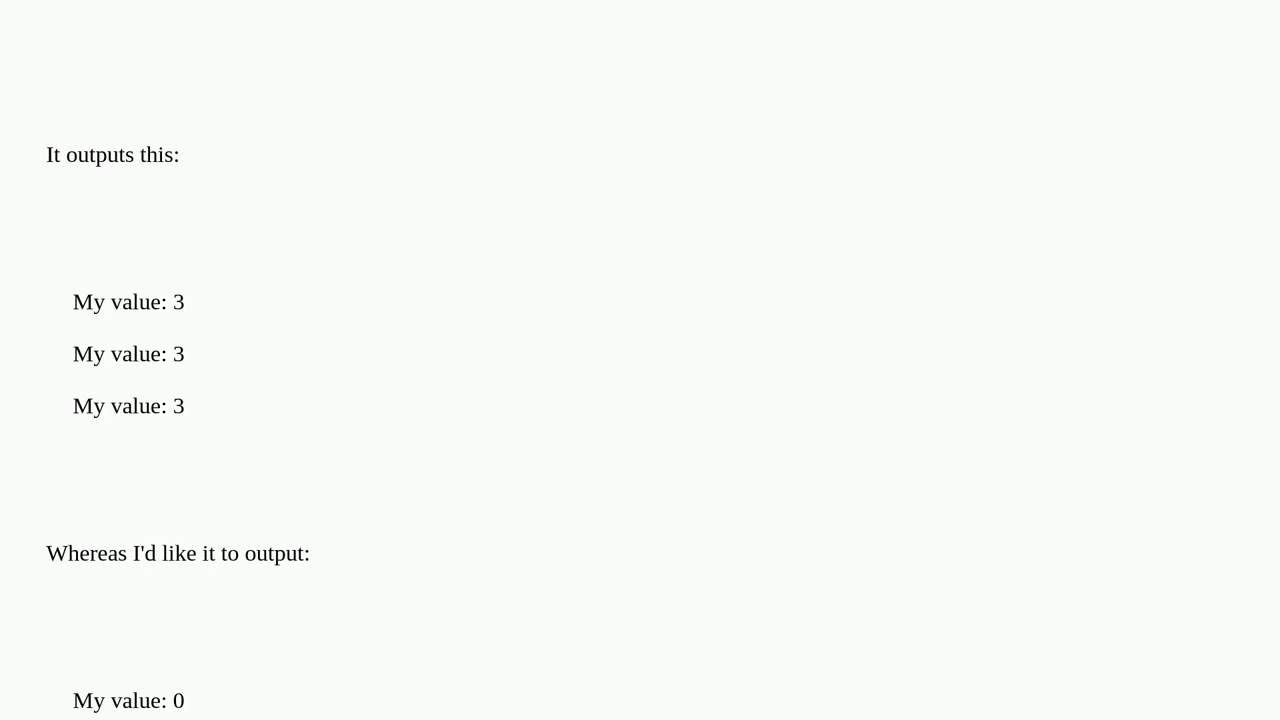 It outputs this:
My value: 3
My value: 3
My value: 3
Whereas I'd like it to output:
My value: 0